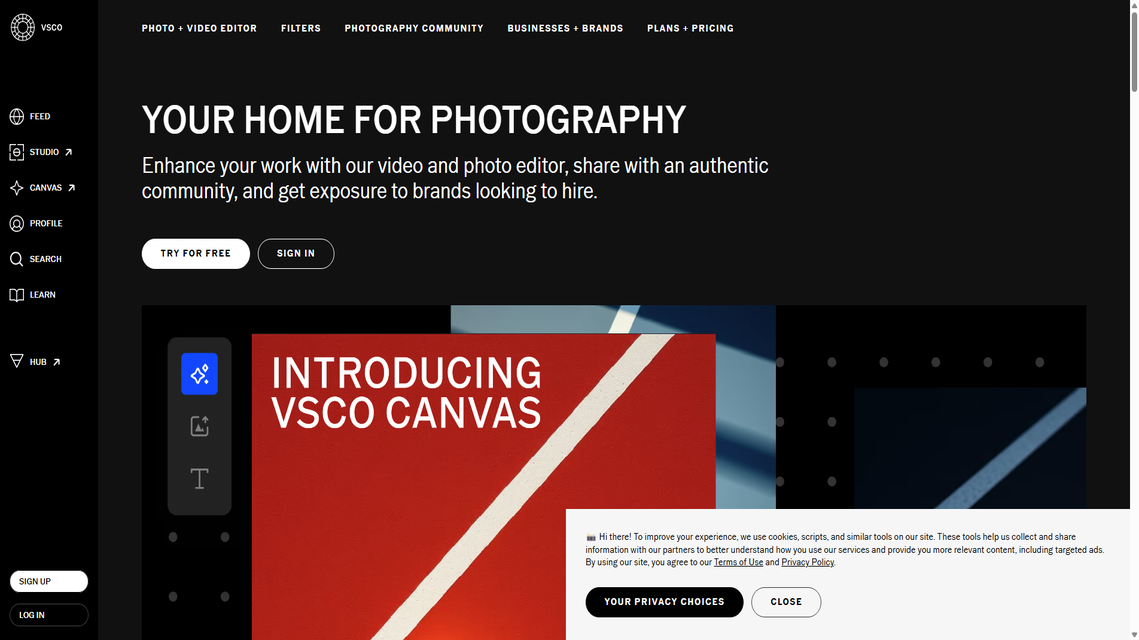 VSCO
FEED
STUDIO
CANVAS
PROFILE
SEARCH
LEARN
HUB
SIGN UP
LOG IN
PHOTO + VIDEO EDITOR FILTERS PHOTOGRAPHY COMMUNITY BUSINESSES + BRANDS PLANS + PRICING
YOUR HOME FOR PHOTOGRAPHY
Enhance your work with our video and photo editor, share with an authentic
community, and get exposure to brands looking to hire.
TRY FOR FREE SIGN IN
INTRODUCING
VSCO CANVAS
T
📷 Hi there! To improve your experience, we use cookies, scripts, and similar tools on our site. These tools help us collect and share
information with our partners to better understand how you use our services and provide you more relevant content, including targeted ads.
By using our site, you agree to our Terms of Use and Privacy Policy.
YOUR PRIVACY CHOICES CLOSE